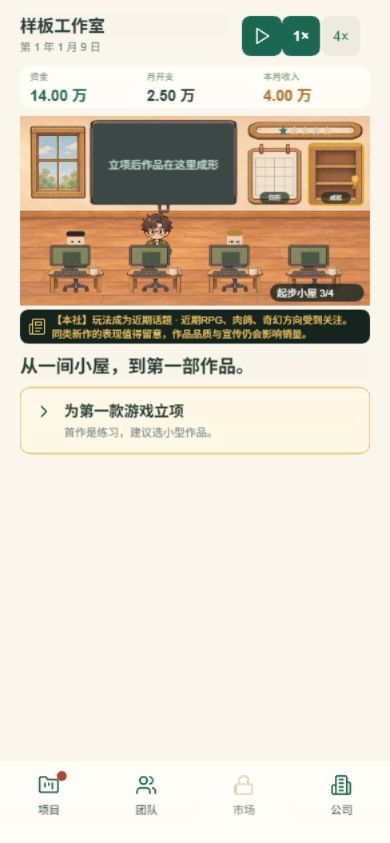 样板工作室
第1年1月9日
1×
4×
资金
月开支
本月收入
14.00 万
2.50 万
4.00 万
立项后作品在这里成形
起步小屋 3/4
【本社】玩法成为近期话题 · 近期RPG、肉鸽、奇幻方向受到关注。
同类新作的表现值得留意，作品品质与宣传仍会影响销量。
从一间小屋，到第一部作品。
为第一款游戏立项
首作是练习，建议选小型作品。
项目
团队
市场
公司